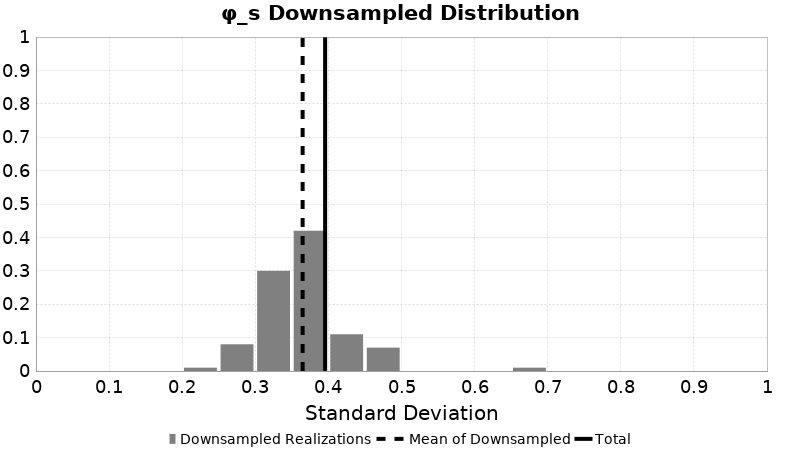 φ_s Downsampled Distribution
1
0.9
0.8
0.7
0.6
0.5
0.4
0.3
0.2
0.1
0
0 0.1 0.2 0.3 0.4 0.5 0.6 0.7 0.8 0.9 1
Standard Deviation
Downsampled Realizations Mean of Downsampled Total